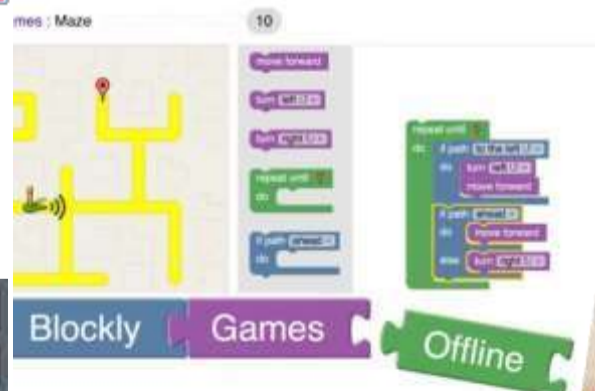 mes : Maze
10
move forward
turn left
turn right
repeat until
do
if path ahead
do
repeat until
do
if path to the left
do
turn left
move forward
if path ahead
do
move forward
else
turn right
Blockly
Games
Offline